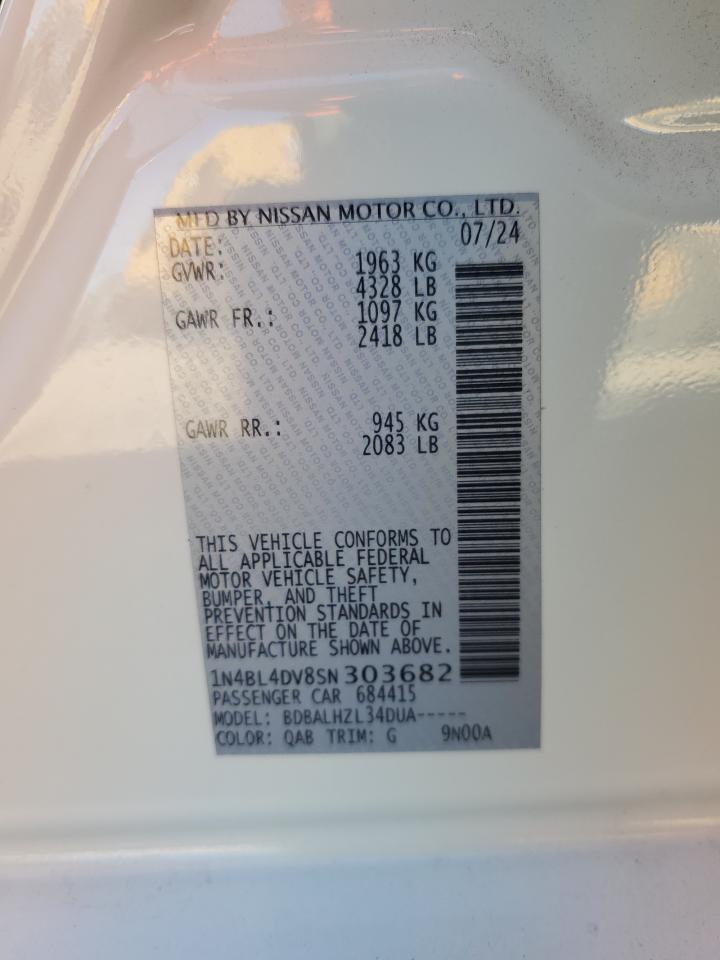 MFD BY NISSAN MOTOR CO., LTD.
DATE: 07/24
GVWR: 1963 KG
4328 LB
GAWR FR.: 1097 KG
2418 LB
GAWR RR.: 945 KG
2083 LB
THIS VEHICLE CONFORMS TO
ALL APPLICABLE FEDERAL
MOTOR VEHICLE SAFETY,
BUMPER, AND THEFT
PREVENTION STANDARDS IN
EFFECT ON THE DATE OF
MANUFACTURE SHOWN ABOVE.
1N4BL4DV8SN303682
PASSENGER CAR 684415
MODEL: BDBALHZL34DUA-----
COLOR: QAB TRIM: G 9N00A